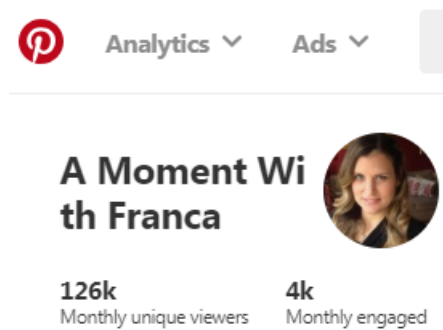 Analytics Ads
A Moment Wi
th Franca
126k 4k
Monthly unique viewers Monthly engaged